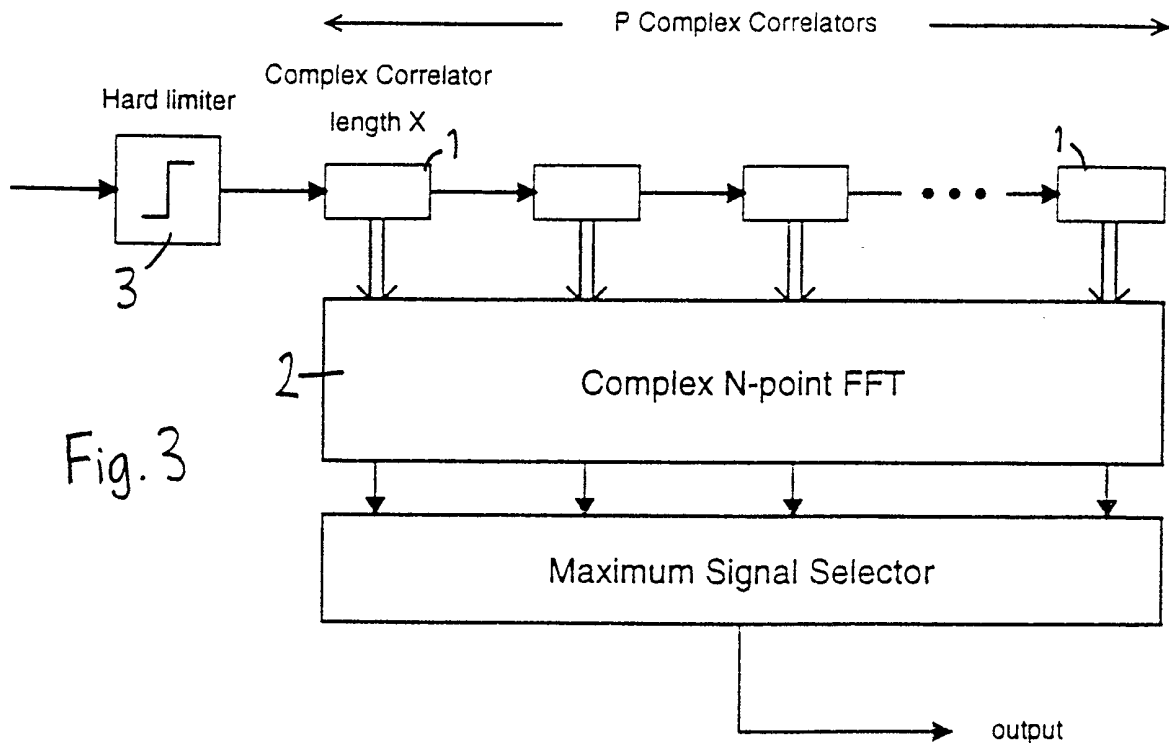 P Complex Correlators
Complex Correlator
length X
Hard limiter
1
1
3
2
Complex N-point FFT
Fig. 3
Maximum Signal Selector
output